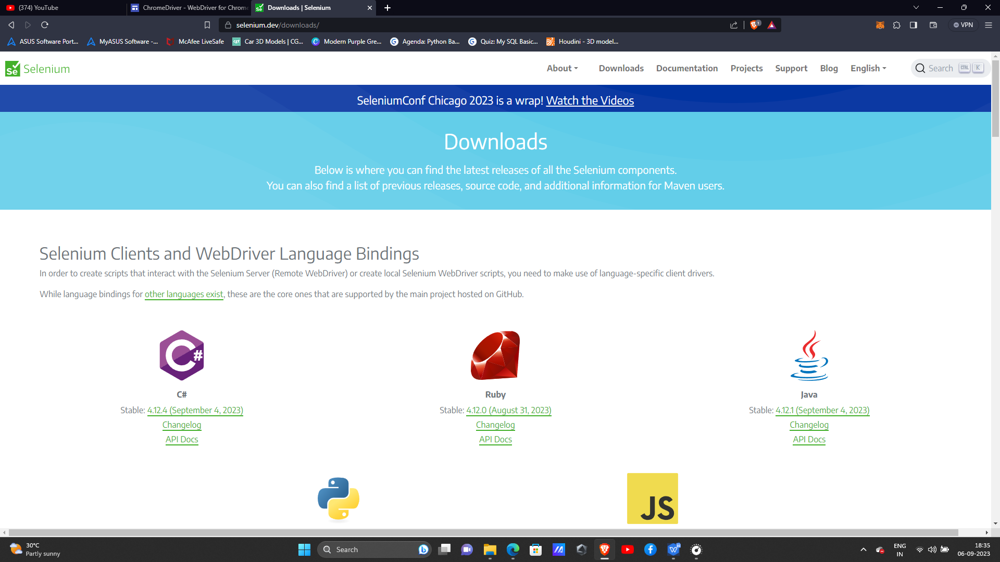 (374) YouTube
ChromeDriver - WebDriver for Chrome
Downloads | Selenium
selenium.dev/downloads/
1
VPN
ASUS Software Port...
MyASUS Software -...
McAfee LiveSafe
Car 3D Models | CG...
Modern Purple Gre...
Agenda: Python Ba...
Quiz: My SQL Basic...
Houdini - 3D model...
Se Selenium
About
Downloads
Documentation
Projects
Support
Blog
English
Search CTRL K
SeleniumConf Chicago 2023 is a wrap! Watch the Videos
Downloads
Below is where you can find the latest releases of all the Selenium components.
You can also find a list of previous releases, source code, and additional information for Maven users.
Selenium Clients and WebDriver Language Bindings
In order to create scripts that interact with the Selenium Server (Remote WebDriver) or create local Selenium WebDriver scripts, you need to make use of language-specific client drivers.
While language bindings for other languages exist, these are the core ones that are supported by the main project hosted on GitHub.
C#
C#
Stable: 4.12.4 (September 4, 2023)
Changelog
API Docs
Ruby
Stable: 4.12.0 (August 31, 2023)
Changelog
API Docs
Java
Stable: 4.12.1 (September 4, 2023)
Changelog
API Docs
JS
30°C
Partly sunny
Search
ENG
IN
18:35
06-09-2023